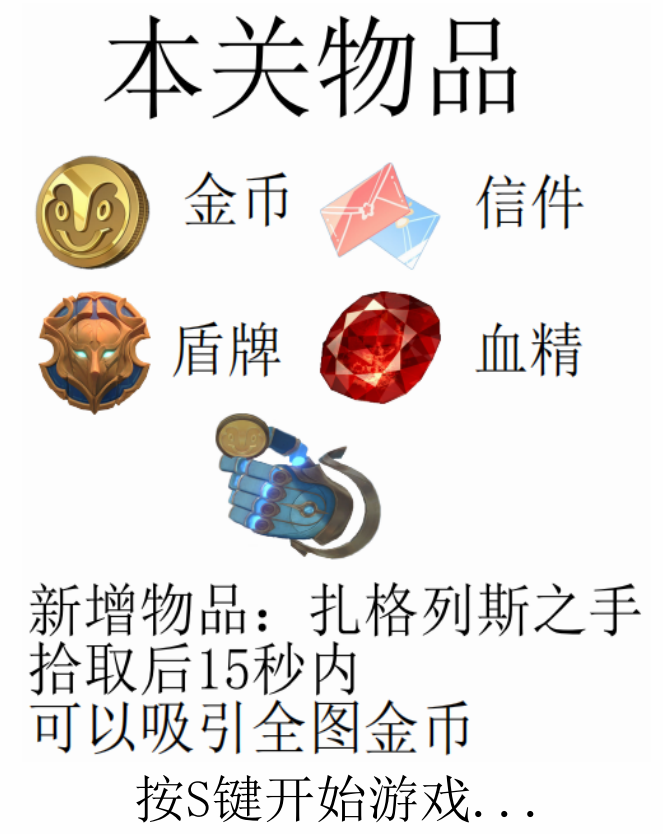 本关物品
金币 信件
盾牌 血精
新增物品：扎格列斯之手
拾取后15秒内
可以吸引全图金币
按S键开始游戏...